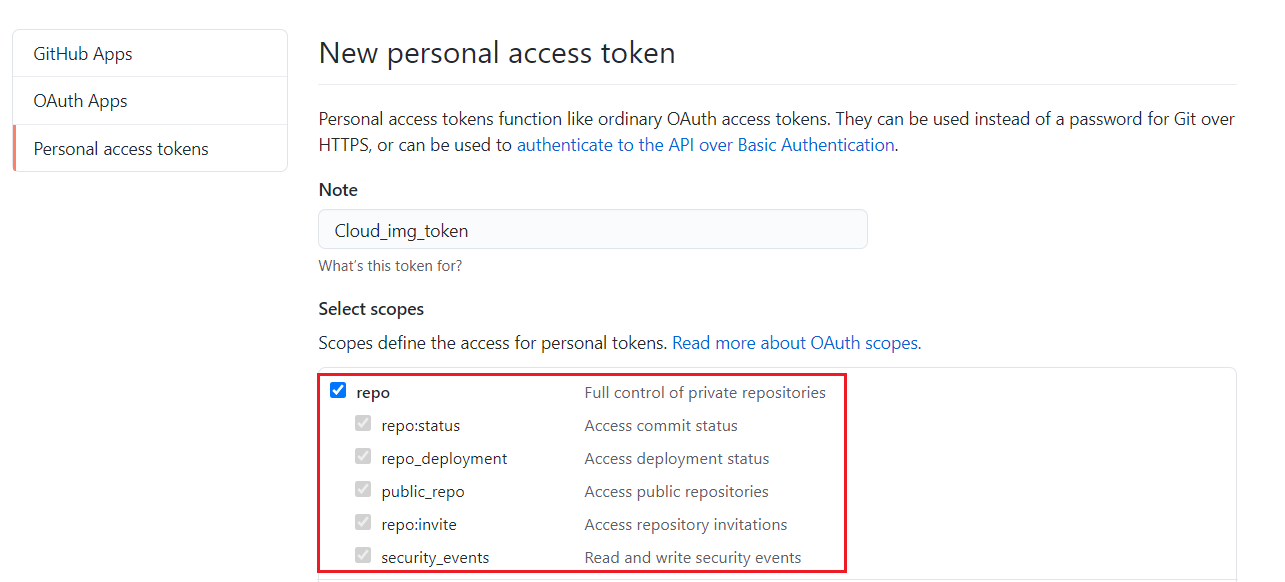 GitHub Apps
OAuth Apps
Personal access tokens
New personal access token
Personal access tokens function like ordinary OAuth access tokens. They can be used instead of a password for Git over
HTTPS, or can be used to authenticate to the API over Basic Authentication.
Note
Cloud_img_token
What's this token for?
Select scopes
Scopes define the access for personal tokens. Read more about OAuth scopes.
repo Full control of private repositories
repo:status Access commit status
repo_deployment Access deployment status
public_repo Access public repositories
repo:invite Access repository invitations
security_events Read and write security events